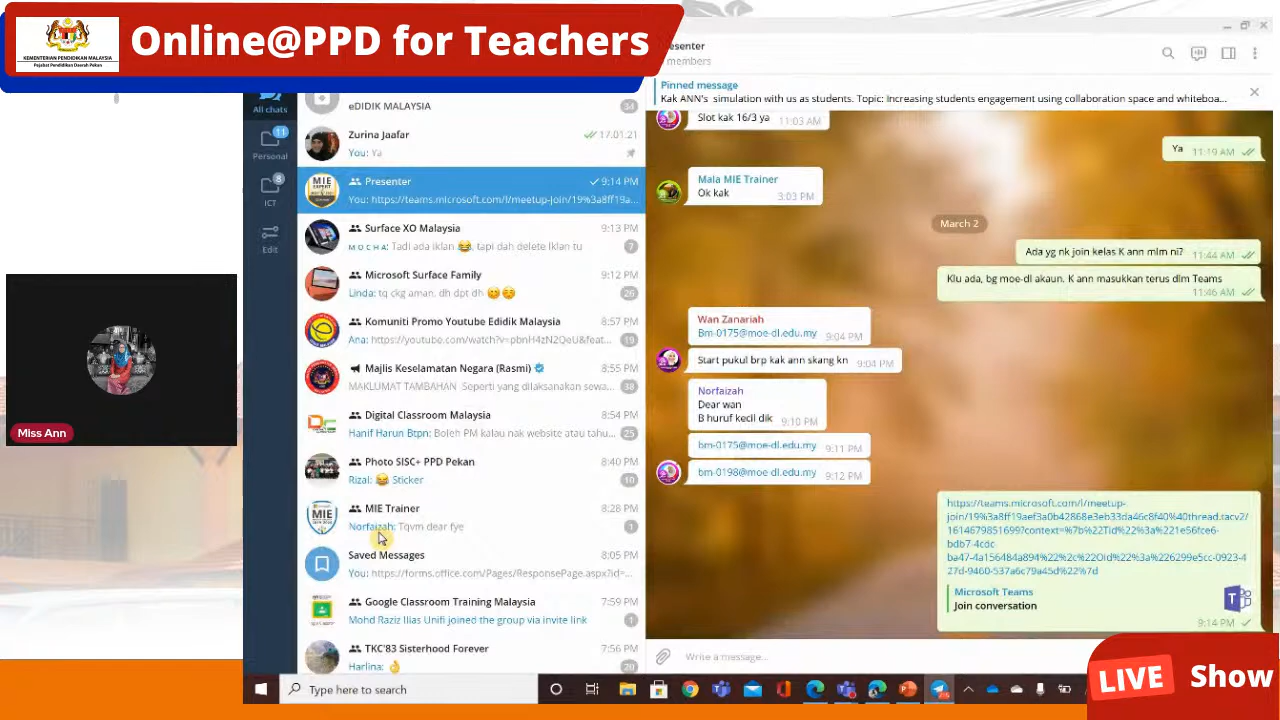 KEMENTERIAN PENDIDIKAN MALAYSIA
Pejabat Pendidikan Daerah Pekan
Online@PPD for Teachers
Miss Ann
All chats
11
Personal
8
ICT
Edit
eDIDIK MALAYSIA
34
Zurina Jaafar
17.01.21
You: Ya
Presenter
9:14 PM
You: https://teams.microsoft.com/l/meetup-join/19%3a8ff19a...
Surface XO Malaysia
9:13 PM
MOCHA: Tadi ada iklan 😂, tapi dah delete iklan tu
7
Microsoft Surface Family
9:12 PM
Linda: tq ckg aman, dh dpt dh 😊☺️
26
Komuniti Promo Youtube Edidik Malaysia
8:57 PM
Ana: https://youtube.com/watch?v=pbnH4zN2QeU&feat...
19
Majlis Keselamatan Negara (Rasmi)
8:55 PM
MAKLUMAT TAMBAHAN Seperti yang dilaksanakan sewa...
38
Digital Classroom Malaysia
8:54 PM
Hanif Harun Btpn: Boleh PM kalau nak website atau tahu...
25
Photo SISC+ PPD Pekan
8:40 PM
Rizal: 😂 Sticker
10
MIE Trainer
8:28 PM
Norfaizah: Tqvm dear fye
1
Saved Messages
8:05 PM
You: https://forms.office.com/Pages/ResponsePage.aspx?id=...
Google Classroom Training Malaysia
7:59 PM
Mohd Raziz Ilias Unifi joined the group via invite link
1
TKC'83 Sisterhood Forever
7:56 PM
Harlina: 👌
20
esenter
members
Pinned message
Kak ANN's simulation with us as students. Topic: Increasing students engagement using collaboration space and whiteboa...
Slot kak 16/3 ya 11:03 AM
Ya 11:19 AM
Mala MIE Trainer
Ok kak
3:03 PM
March 2
Ada yg nk join kelas K ann mlm ni? 11:44 AM
Klu ada, bg moe-dl akaun. K ann masukkan terus dlm Teams
11:46 AM
Wan Zanariah
Bm-0175@moe-dl.edu.my 9:04 PM
Start pukul brp kak ann skang kn 9:04 PM
Norfaizah
Dear wan
B huruf kecil dik 9:10 PM
bm-0175@moe-dl.edu.my 9:11 PM
bm-0198@moe-dl.edu.my 9:12 PM
https://teams.microsoft.com/l/meetup-
join/19%3a8ff19aef3a0b42868e3eb33da46c8f40%40thread.tacv2/
1614679851699?context=%7b%22Tid%22%3a%221e56fce6-
bdb7-4cdc-
ba47-4a156484a894%22%2c%22Oid%22%3a%226299e5cc-0923-4
27d-9460-537a6c79a45d%22%7d
Microsoft Teams
Join conversation
9:14 PM
Write a message...
Type here to search
LIVE Show